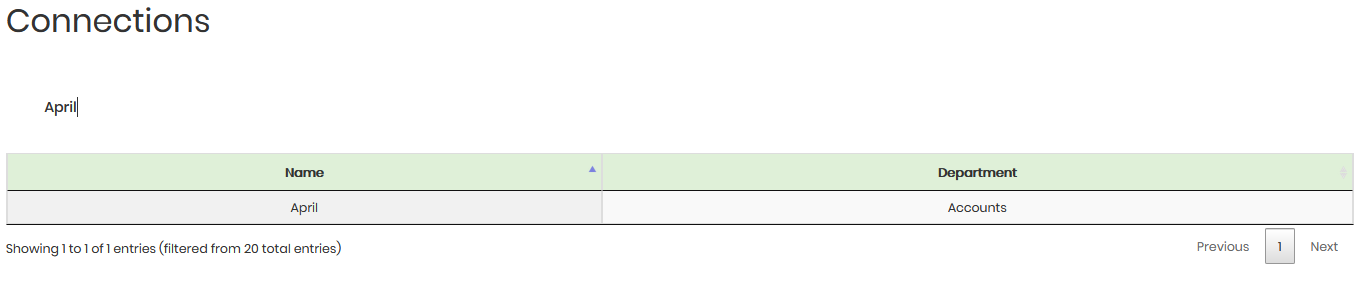 Connections
April
Name Department
April Accounts
Showing 1 to 1 of 1 entries (filtered from 20 total entries)
Previous 1 Next